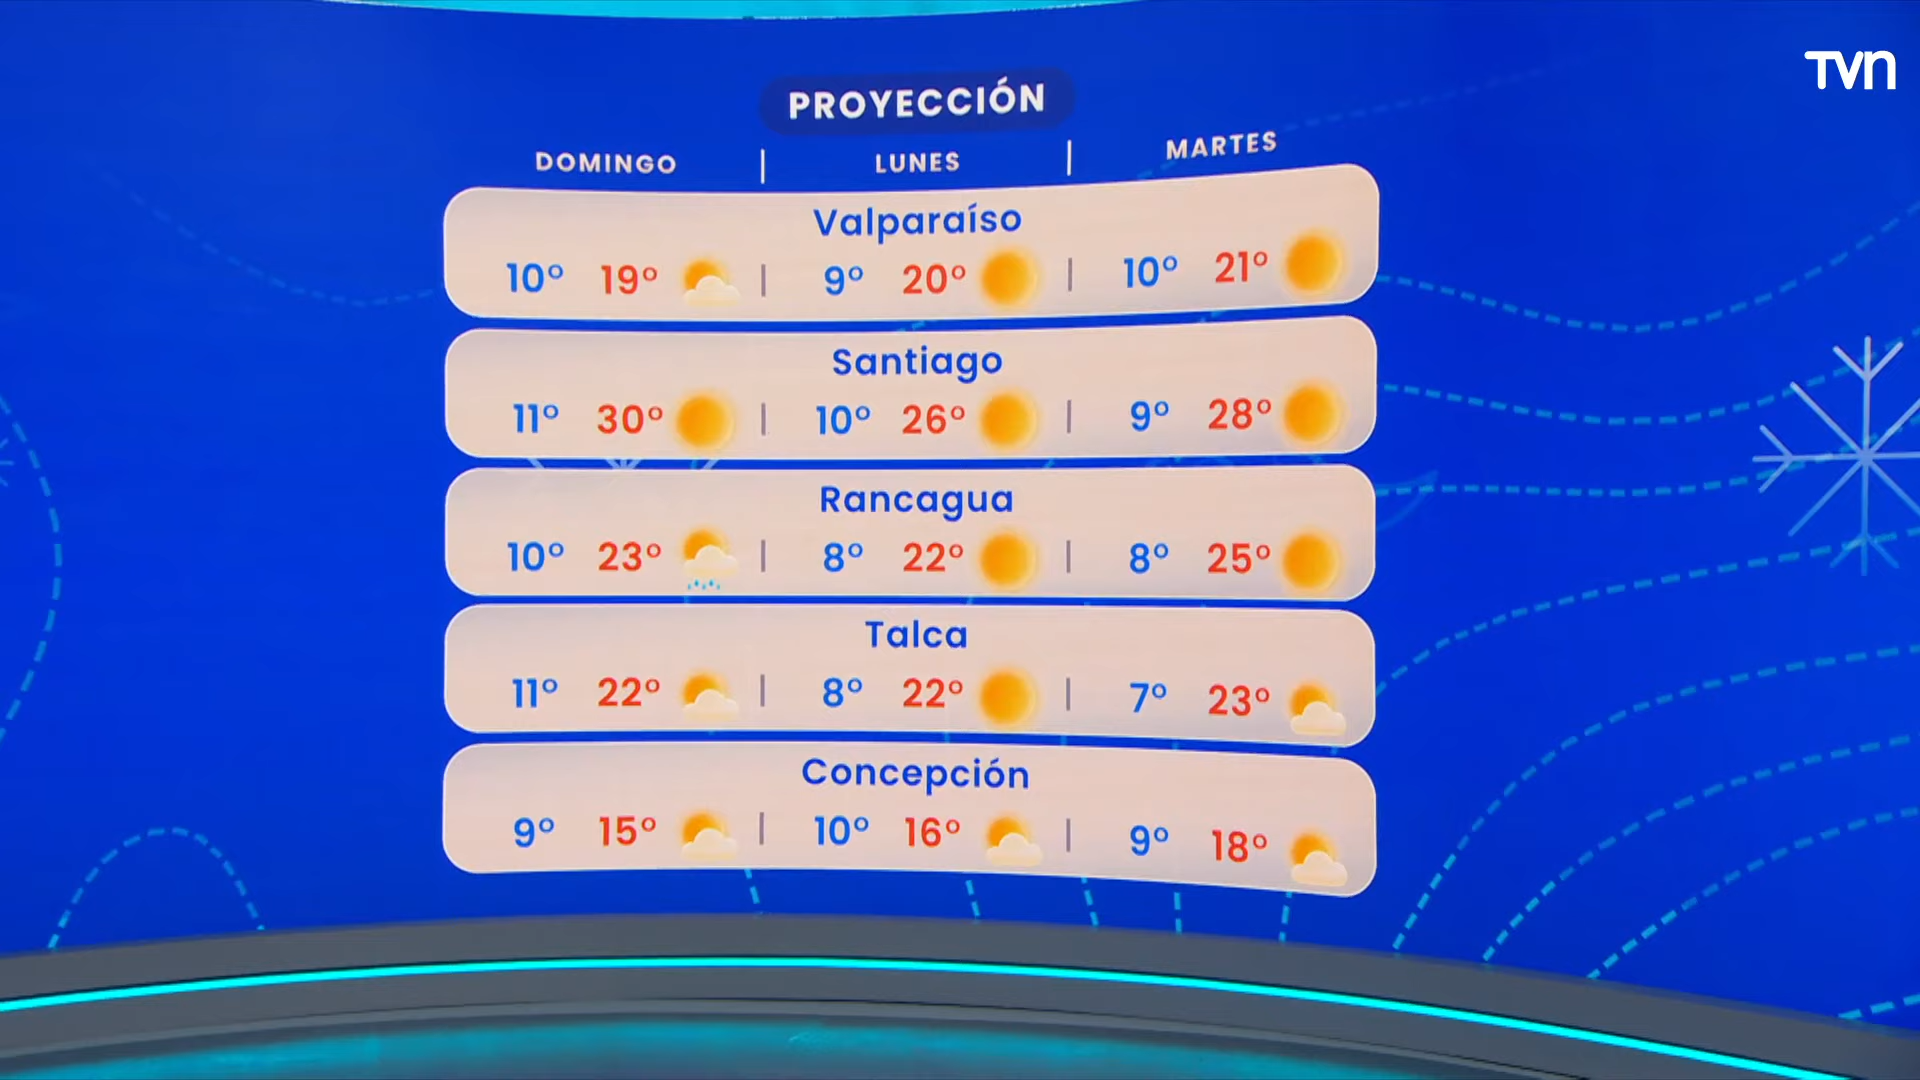 TVN
PROYECCIÓN
DOMINGO | LUNES | MARTES
Valparaíso
10° 19° | 9° 20° | 10° 21°
Santiago
11° 30° | 10° 26° | 9° 28°
Rancagua
10° 23° | 8° 22° | 8° 25°
Talca
11° 22° | 8° 22° | 7° 23°
Concepción
9° 15° | 10° 16° | 9° 18°